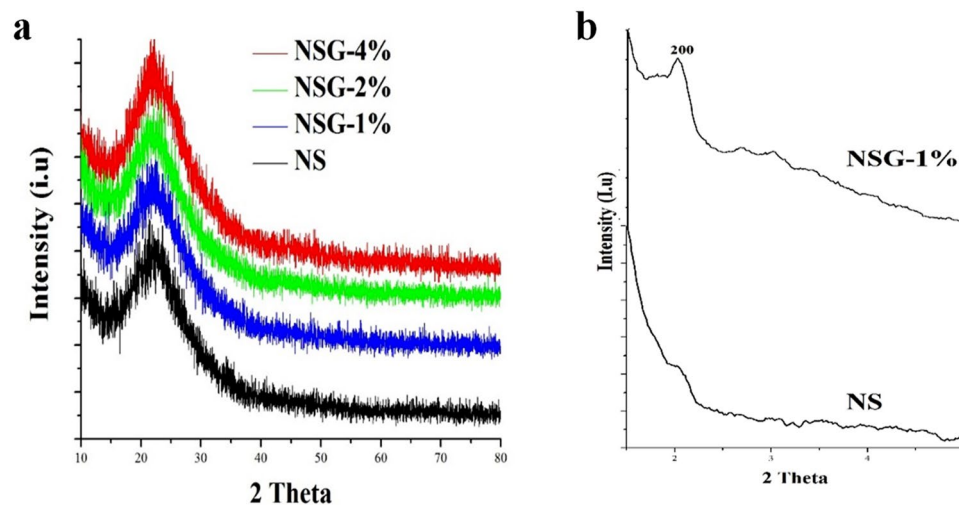 a
NSG-4%
NSG-2%
NSG-1%
NS
Intensity (i.u)
10 20 30 40 50 60 70 80
2 Theta
b
200
NSG-1%
NS
Intensity (I.u)
2 3 4
2 Theta